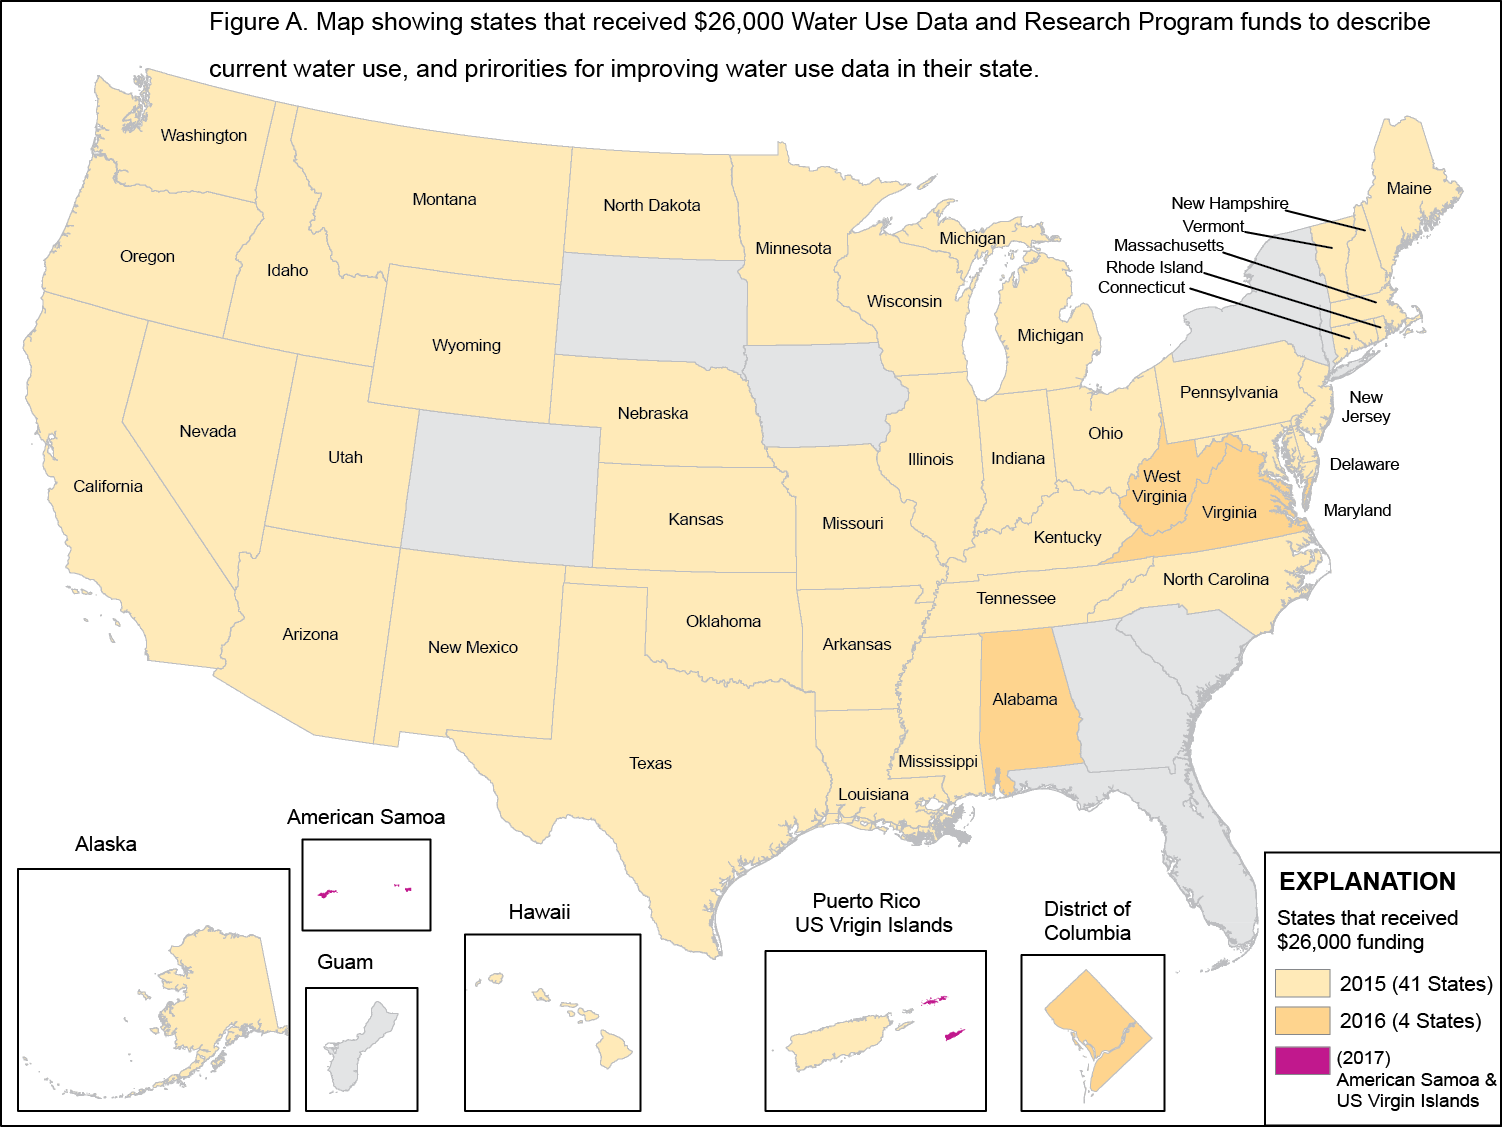 Figure A. Map showing states that received $26,000 Water Use Data and Research Program funds to describe
current water use, and prirorities for improving water use data in their state.
Washington
Montana
North Dakota
Minnesota
Michigan
Maine
New Hampshire
Vermont
Massachusetts
Rhode Island
Connecticut
Oregon
Idaho
Wyoming
Wisconsin
Michigan
Nebraska
Pennsylvania
New
Jersey
Nevada
Utah
California
Illinois
Indiana
Ohio
West
Virginia
Virginia
Delaware
Maryland
Kansas
Missouri
Kentucky
North Carolina
Tennessee
Arizona
New Mexico
Oklahoma
Arkansas
Alabama
Mississippi
Texas
Louisiana
Alaska
American Samoa
Guam
Hawaii
Puerto Rico
US Vrigin Islands
District of
Columbia
EXPLANATION
States that received
$26,000 funding
2015 (41 States)
2016 (4 States)
(2017)
American Samoa &
US Virgin Islands